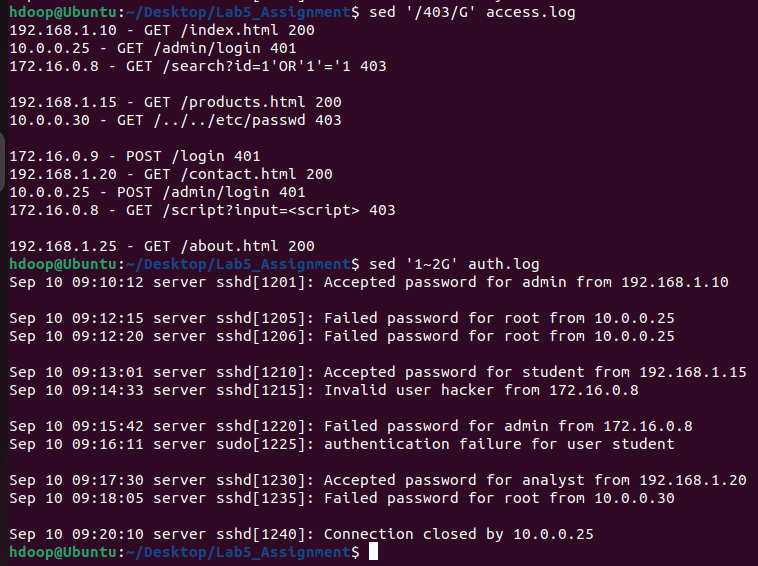 hdoop@Ubuntu:~/Desktop/Lab5_Assignment$ sed '/403/G' access.log
192.168.1.10 - GET /index.html 200
10.0.0.25 - GET /admin/login 401
172.16.0.8 - GET /search?id=1'OR'1'='1 403

192.168.1.15 - GET /products.html 200
10.0.0.30 - GET /../../etc/passwd 403

172.16.0.9 - POST /login 401
192.168.1.20 - GET /contact.html 200
10.0.0.25 - POST /admin/login 401
172.16.0.8 - GET /script?input=<script> 403

192.168.1.25 - GET /about.html 200
hdoop@Ubuntu:~/Desktop/Lab5_Assignment$ sed '1~2G' auth.log
Sep 10 09:10:12 server sshd[1201]: Accepted password for admin from 192.168.1.10

Sep 10 09:12:15 server sshd[1205]: Failed password for root from 10.0.0.25
Sep 10 09:12:20 server sshd[1206]: Failed password for root from 10.0.0.25

Sep 10 09:13:01 server sshd[1210]: Accepted password for student from 192.168.1.15
Sep 10 09:14:33 server sshd[1215]: Invalid user hacker from 172.16.0.8

Sep 10 09:15:42 server sshd[1220]: Failed password for admin from 172.16.0.8
Sep 10 09:16:11 server sudo[1225]: authentication failure for user student

Sep 10 09:17:30 server sshd[1230]: Accepted password for analyst from 192.168.1.20
Sep 10 09:18:05 server sshd[1235]: Failed password for root from 10.0.0.30

Sep 10 09:20:10 server sshd[1240]: Connection closed by 10.0.0.25
hdoop@Ubuntu:~/Desktop/Lab5_Assignment$